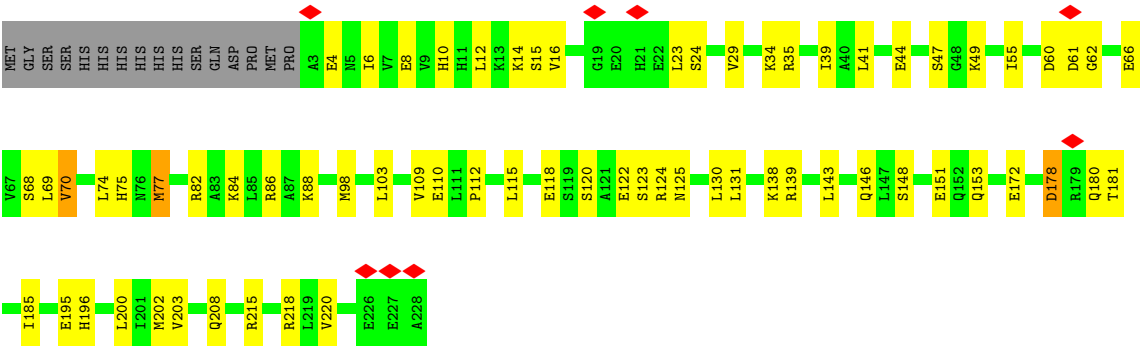 MET GLY SER SER HIS HIS HIS HIS HIS HIS SER GLN ASP PRO MET PRO A3 E4 N5 I6 V7 E8 V9 H10 H11 L12 K13 K14 S15 V16 G19 E20 H21 E22 L23 S24 V29 K34 R35 I39 A40 L41 E44 S47 G48 K49 I55 D60 D61 G62 E66
V67 S68 L69 V70 L74 H75 N76 M77 R82 A83 K84 L85 R86 A87 K88 M98 L103 V109 E110 L111 P112 L115 E118 S119 S120 A121 E122 S123 R124 N125 L130 L131 K138 R139 L143 Q146 L147 S148 E151 Q152 Q153 E172 D178 R179 Q180 T181
I185 E195 H196 L200 I201 M202 V203 Q208 R215 R218 L219 V220 E226 E227 A228